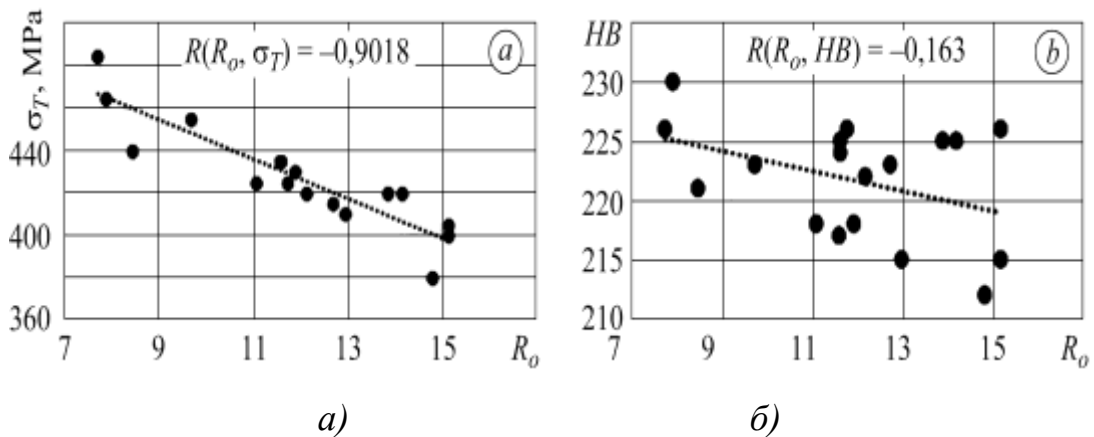 σT, MPa
R(Ro, σT) = –0,9018
a
440
400
360
7 9 11 13 15 Ro
HB
R(Ro, HB) = –0,163
b
230
225
220
215
210
7 9 11 13 15 Ro
а) б)